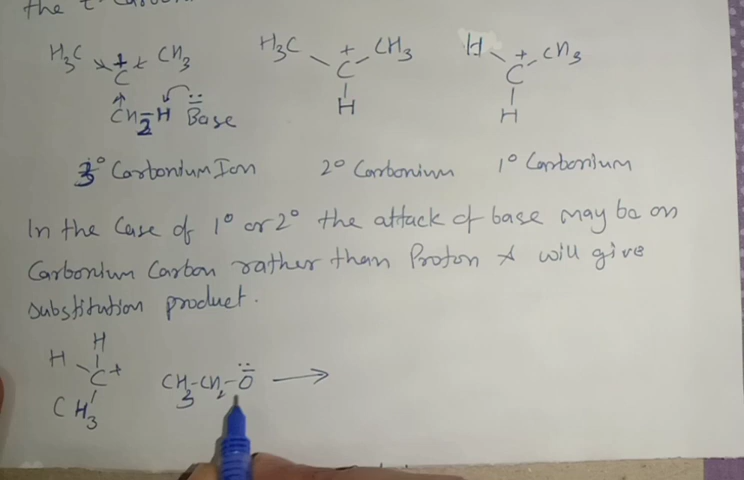 the
H₃C C⁺ CH₃ H₃C C⁺ CH₃ H C⁺ CH₃
CH₂-H :Base H H
3° Carbonium Ion 2° Carbonium 1° Carbonium
In the Case of 1° or 2° the attack of base may be on
Carbonium Carbon rather than Proton & will give
substitution product.
H
H C+ CH₃-CH₂-Ö⁻ →
CH₃